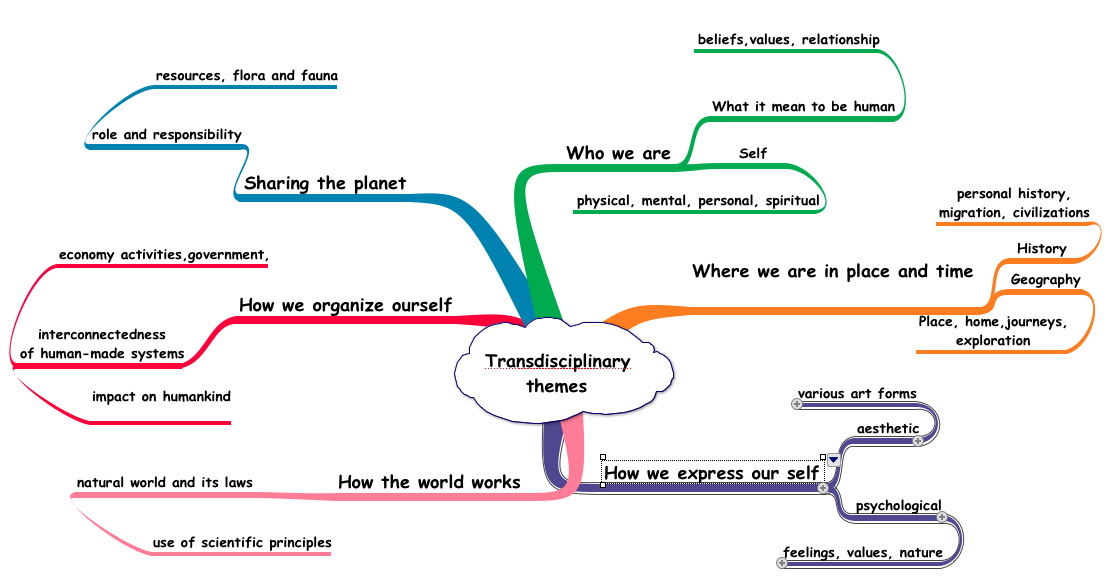 Transdisciplinary
themes
Who we are
What it mean to be human
beliefs,values, relationship
Self
physical, mental, personal, spiritual
Where we are in place and time
History
personal history,
migration, civilizations
Geography
Place, home,journeys,
exploration
How we express our self
aesthetic
various art forms
psychological
feelings, values, nature
How the world works
natural world and its laws
use of scientific principles
How we organize ourself
interconnectedness
of human-made systems
economy activities,government,
impact on humankind
Sharing the planet
role and responsibility
resources, flora and fauna